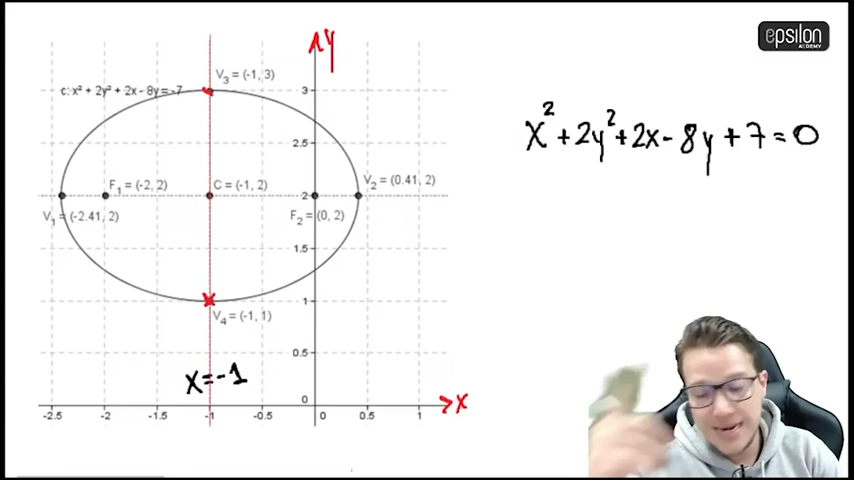 epsilon
ACADEMY
y
V₃ = (-1, 3)
c: x² + 2y² + 2x - 8y = -7
x² + 2y² + 2x - 8y + 7 = 0
3
2.5
F₁ = (-2, 2)
C = (-1, 2)
V₂ = (0.41, 2)
2
V₁ = (-2.41, 2)
F₂ = (0, 2)
1.5
1
V₄ = (-1, 1)
0.5
x = -1
0
x
-2.5 -2 -1.5 -1 -0.5 0 0.5 1